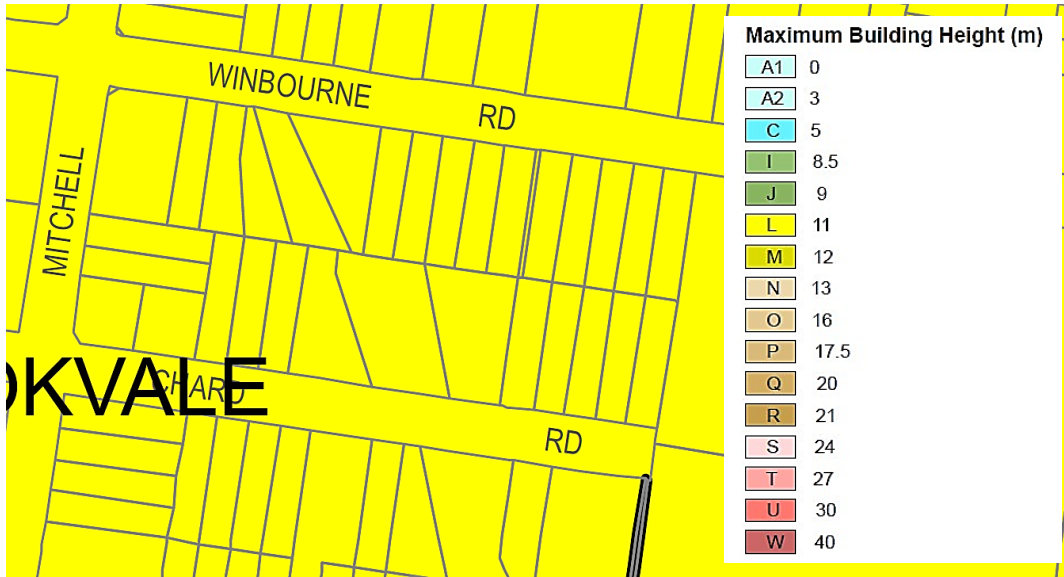 WINBOURNE
RD
MITCHELL
OKVALE
CHARD
RD
Maximum Building Height (m)
A1 0
A2 3
C 5
I 8.5
J 9
L 11
M 12
N 13
O 16
P 17.5
Q 20
R 21
S 24
T 27
U 30
W 40